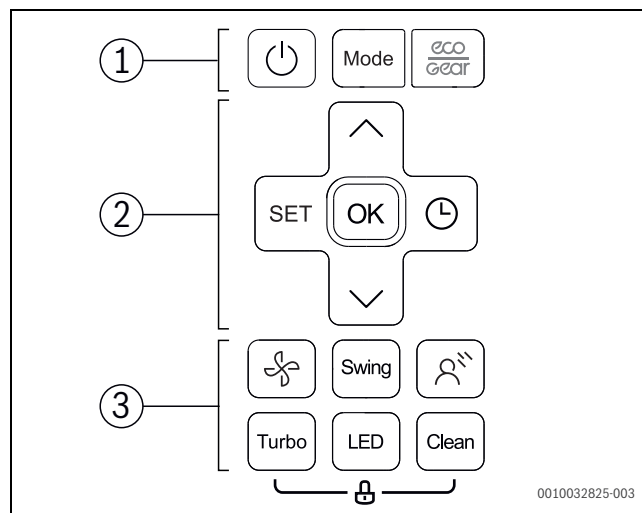 1
Mode
eco
Gear
2
SET OK
3
Swing
Turbo LED Clean
0010032825-003